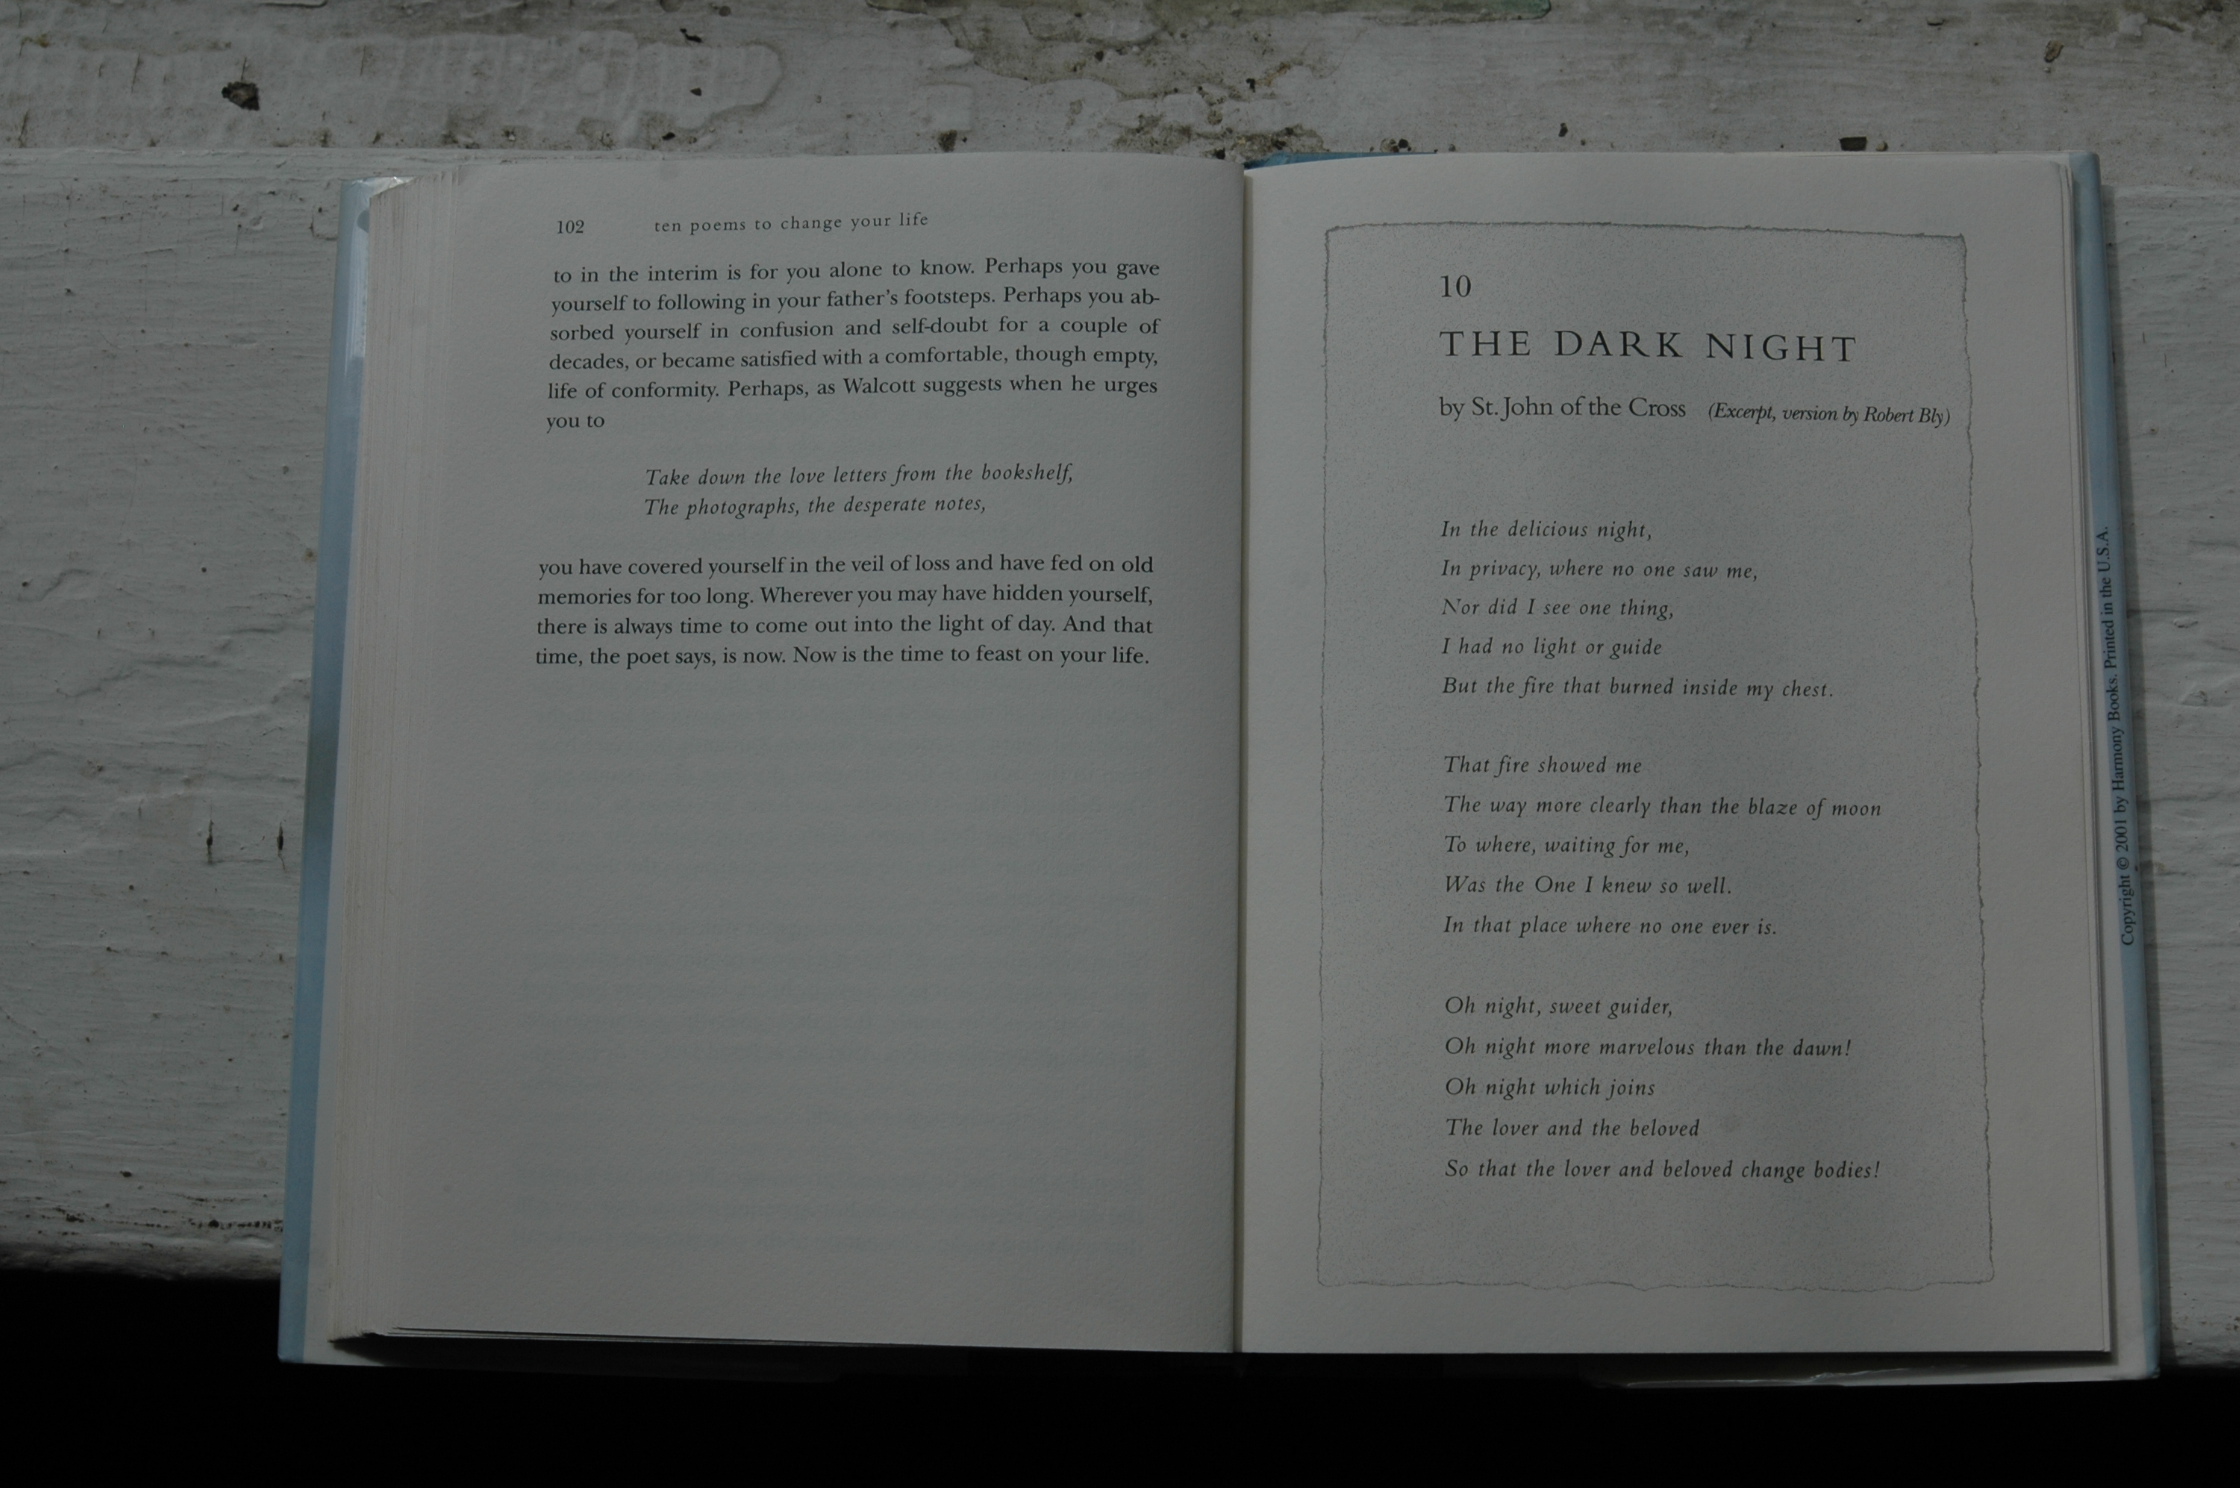 102 ten poems to change your life
to in the interim is for you alone to know. Perhaps you gave
yourself to following in your father's footsteps. Perhaps you ab-
sorbed yourself in confusion and self-doubt for a couple of
decades, or became satisfied with a comfortable, though empty,
life of conformity. Perhaps, as Walcott suggests when he urges
you to
Take down the love letters from the bookshelf,
The photographs, the desperate notes,
you have covered yourself in the veil of loss and have fed on old
memories for too long. Wherever you may have hidden yourself,
there is always time to come out into the light of day. And that
time, the poet says, is now. Now is the time to feast on your life.
10
THE DARK NIGHT
by St. John of the Cross (Excerpt, version by Robert Bly)
In the delicious night,
In privacy, where no one saw me,
Nor did I see one thing,
I had no light or guide
But the fire that burned inside my chest.
That fire showed me
The way more clearly than the blaze of moon
To where, waiting for me,
Was the One I knew so well.
In that place where no one ever is.
Oh night, sweet guider,
Oh night more marvelous than the dawn!
Oh night which joins
The lover and the beloved
So that the lover and beloved change bodies!
Copyright © 2001 by Harmony Books. Printed in the U.S.A.